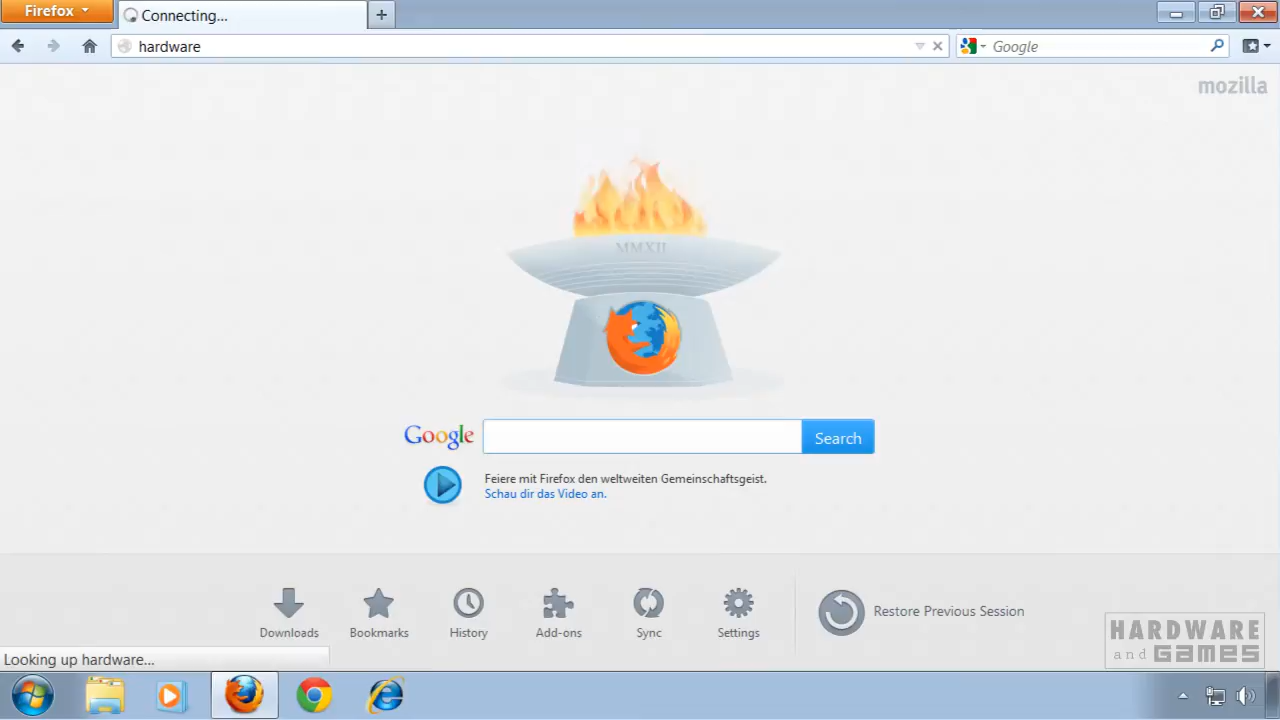 Firefox
Connecting...
hardware
Google
mozilla
MMXII
Google
Search
Feiere mit Firefox den weltweiten Gemeinschaftsgeist.
Schau dir das Video an.
Downloads
Bookmarks
History
Add-ons
Sync
Settings
Restore Previous Session
HARDWARE
and GAMES
Looking up hardware...